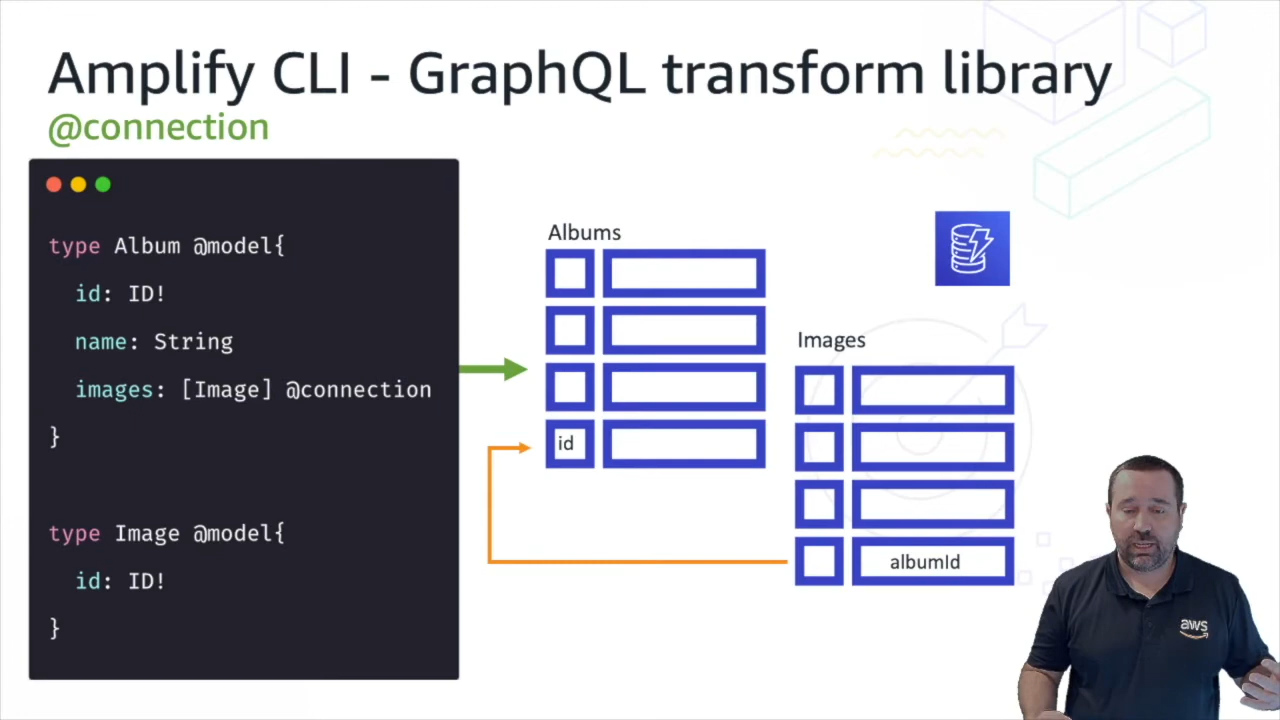 Amplify CLI - GraphQL transform library
@connection
type Album @model{
id: ID!
name: String
images: [Image] @connection
}
type Image @model{
id: ID!
}
Albums
id
Images
albumId
aws